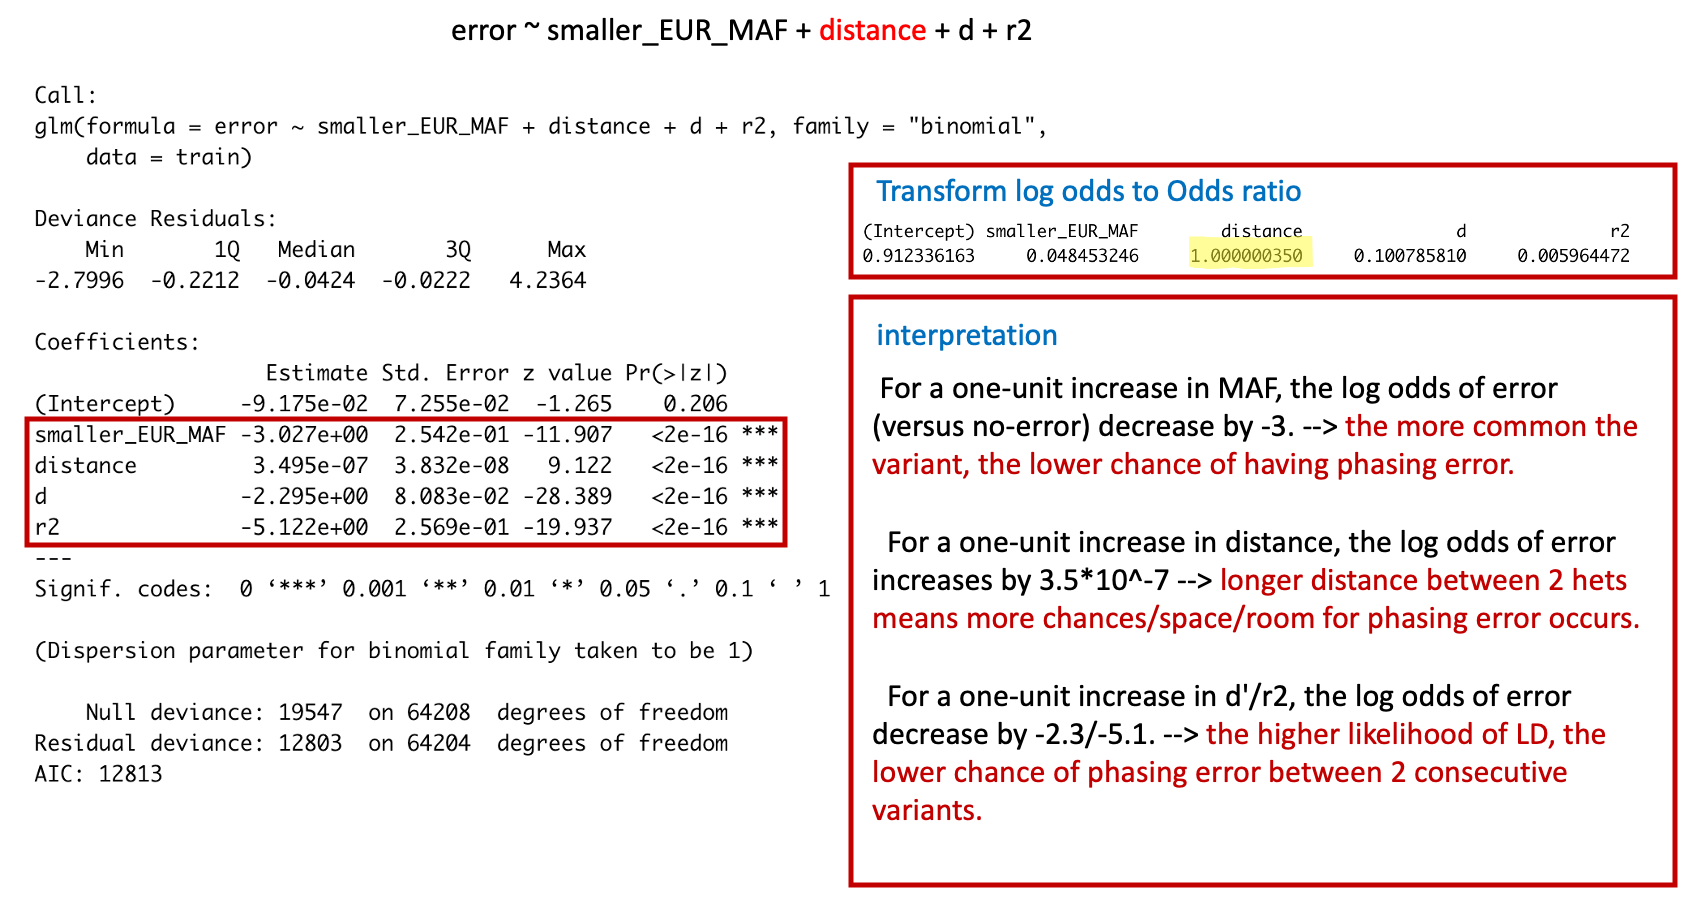 error ~ smaller_EUR_MAF + distance + d + r2
Call:
glm(formula = error ~ smaller_EUR_MAF + distance + d + r2, family = "binomial",
    data = train)
Deviance Residuals:
    Min       1Q   Median       3Q      Max
-2.7996  -0.2212  -0.0424  -0.0222   4.2364
Coefficients:
                  Estimate Std. Error z value Pr(>|z|)
(Intercept)     -9.175e-02  7.255e-02  -1.265    0.206
smaller_EUR_MAF -3.027e+00  2.542e-01 -11.907   <2e-16 ***
distance         3.495e-07  3.832e-08   9.122   <2e-16 ***
d               -2.295e+00  8.083e-02 -28.389   <2e-16 ***
r2              -5.122e+00  2.569e-01 -19.937   <2e-16 ***
---
Signif. codes:  0 ‘***’ 0.001 ‘**’ 0.01 ‘*’ 0.05 ‘.’ 0.1 ‘ ’ 1
(Dispersion parameter for binomial family taken to be 1)
    Null deviance: 19547  on 64208  degrees of freedom
Residual deviance: 12803  on 64204  degrees of freedom
AIC: 12813
Transform log odds to Odds ratio
(Intercept) smaller_EUR_MAF        distance               d              r2
0.912336163     0.048453246     1.000000350     0.100785810     0.005964472
interpretation
For a one-unit increase in MAF, the log odds of error
(versus no-error) decrease by -3. --> the more common the
variant, the lower chance of having phasing error.
For a one-unit increase in distance, the log odds of error
increases by 3.5*10^-7 --> longer distance between 2 hets
means more chances/space/room for phasing error occurs.
For a one-unit increase in d'/r2, the log odds of error
decrease by -2.3/-5.1. --> the higher likelihood of LD, the
lower chance of phasing error between 2 consecutive
variants.